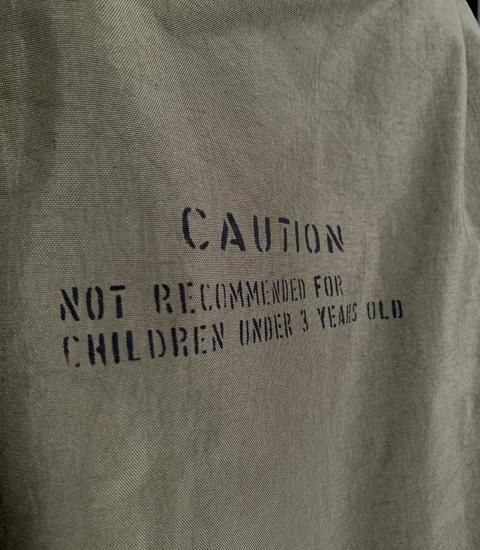 CAUTION
NOT RECOMMENDED FOR
CHILDREN UNDER 3 YEARS OLD